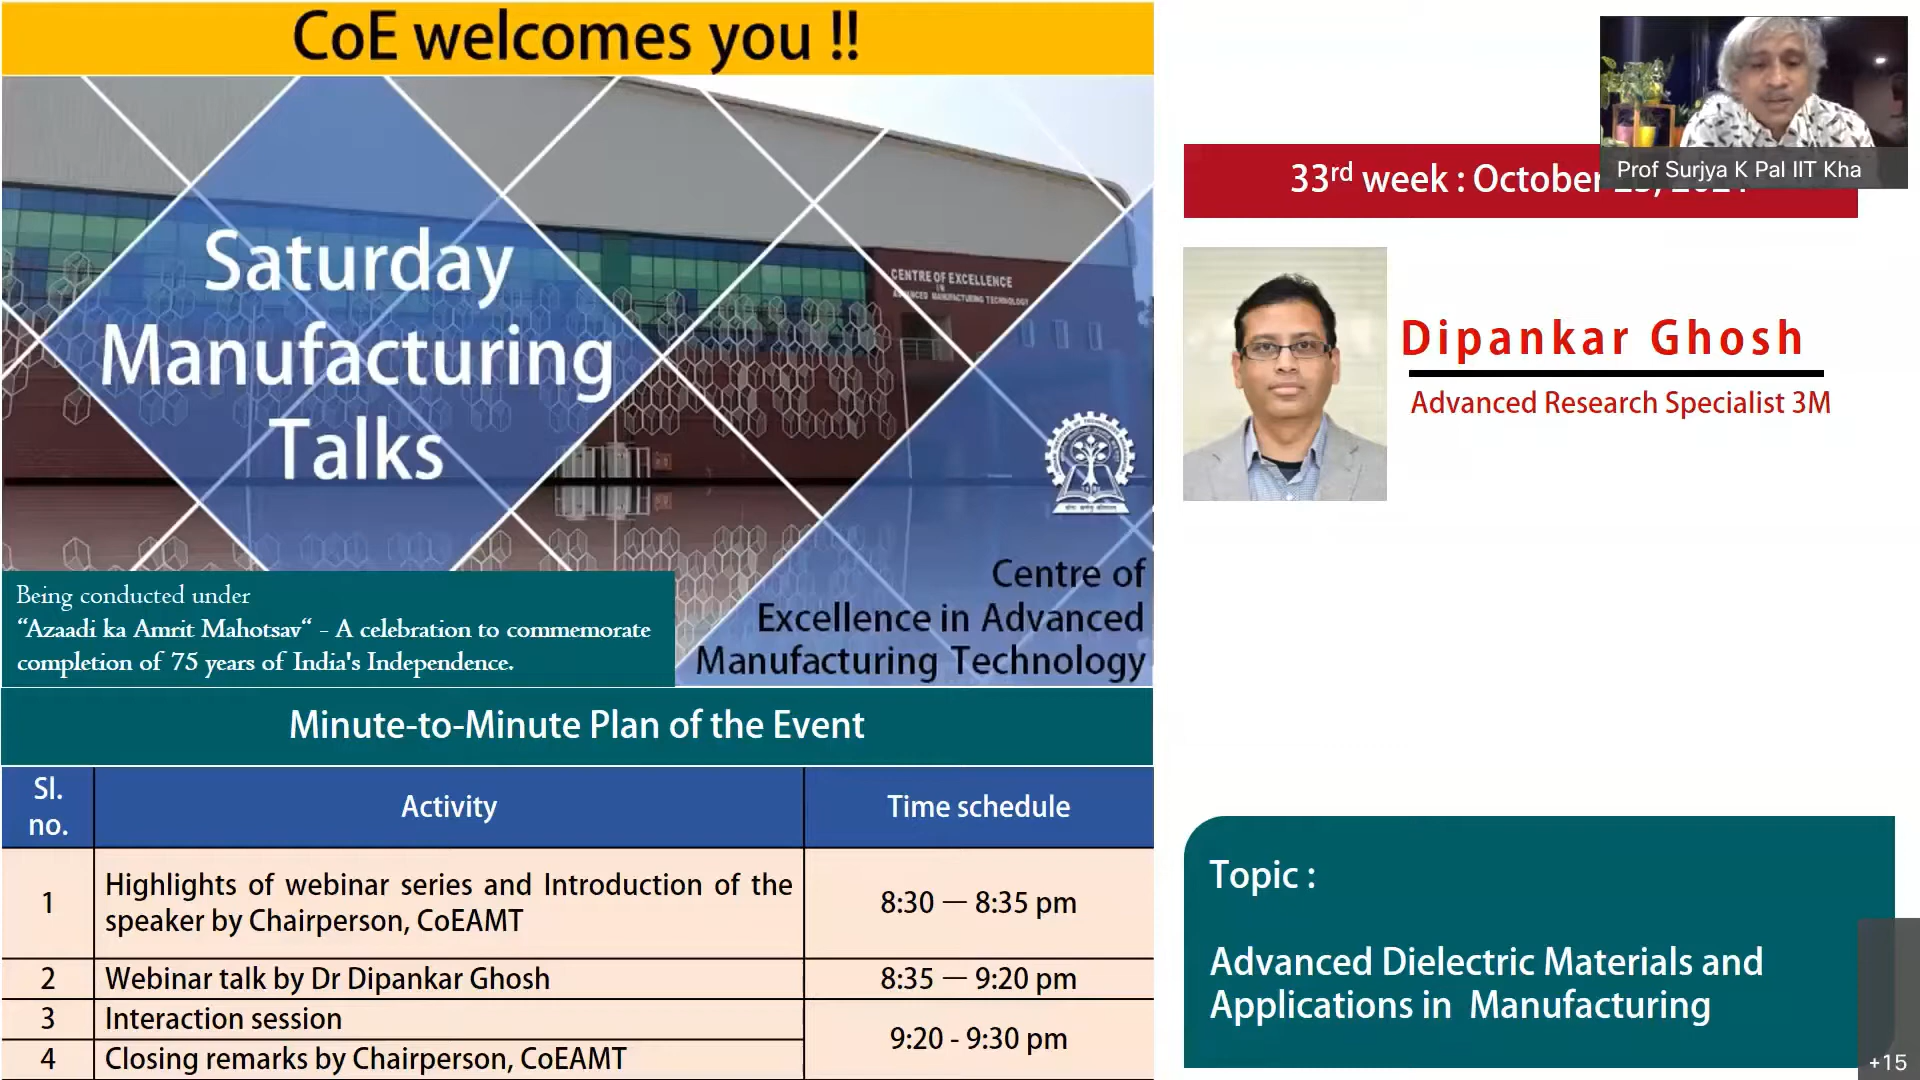 CoE welcomes you !!
Saturday
Manufacturing
Talks
CENTRE OF EXCELLENCE
IN
ADVANCED MANUFACTURING TECHNOLOGY
Being conducted under
“Azaadi ka Amrit Mahotsav“ - A celebration to commemorate
completion of 75 years of India's Independence.
Centre of
Excellence in Advanced
Manufacturing Technology
Minute-to-Minute Plan of the Event
Sl. no. Activity Time schedule
1 Highlights of webinar series and Introduction of the
speaker by Chairperson, CoEAMT 8:30 — 8:35 pm
2 Webinar talk by Dr Dipankar Ghosh 8:35 — 9:20 pm
3 Interaction session 9:20 - 9:30 pm
4 Closing remarks by Chairperson, CoEAMT
Prof Surjya K Pal IIT Kha
33rd week : October
Dipankar Ghosh
Advanced Research Specialist 3M
Topic :
Advanced Dielectric Materials and
Applications in Manufacturing
+15